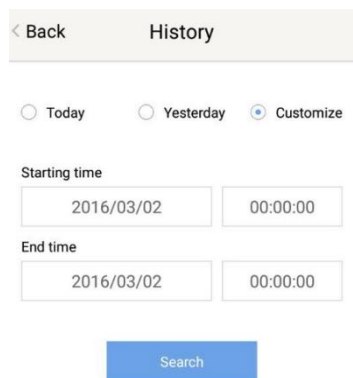 < Back History
Today Yesterday Customize
Starting time
2016/03/02 00:00:00
End time
2016/03/02 00:00:00
Search